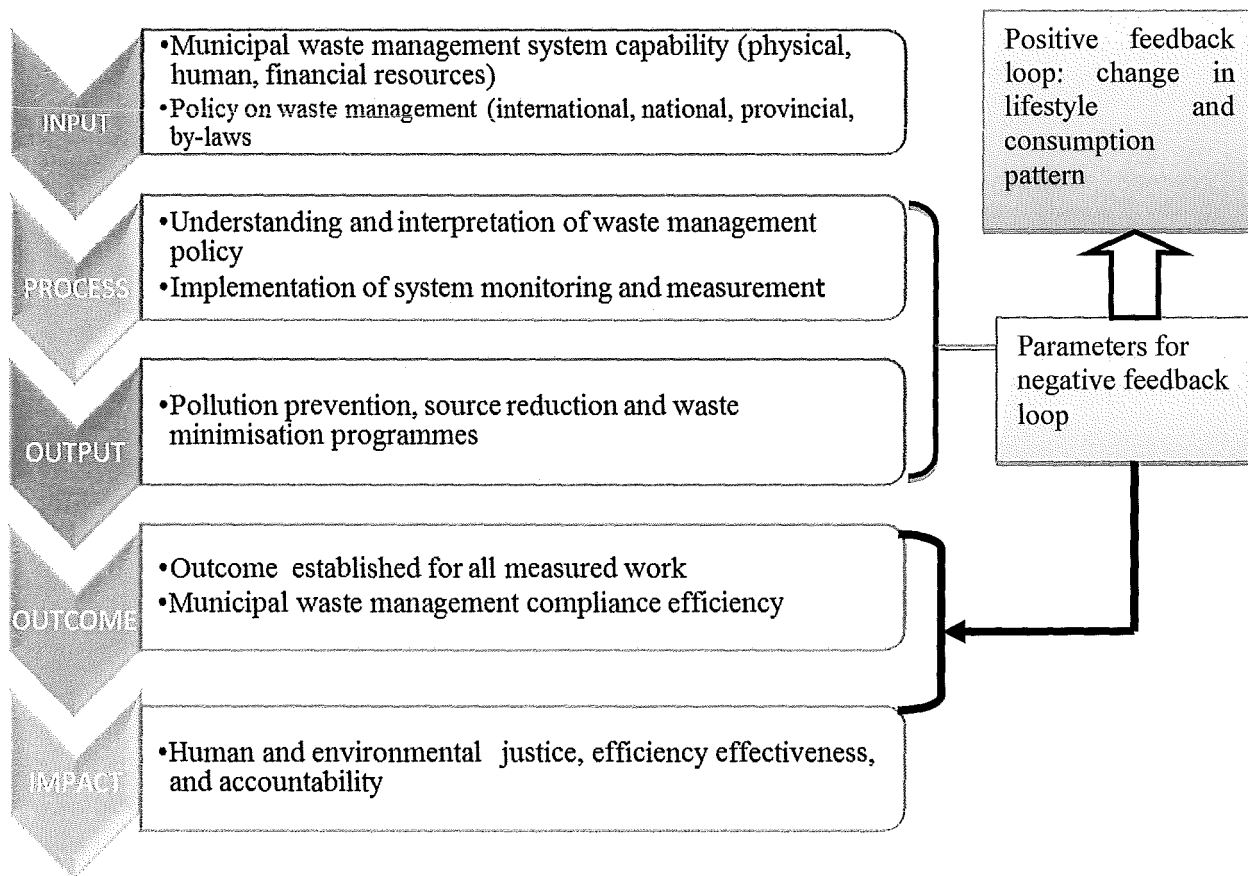 INPUT
•Municipal waste management system capability (physical,
human, financial resources)
•Policy on waste management (international, national, provincial,
by-laws
PROCESS
•Understanding and interpretation of waste management
policy
•Implementation of system monitoring and measurement
OUTPUT
•Pollution prevention, source reduction and waste
minimisation programmes
OUTCOME
•Outcome established for all measured work
•Municipal waste management compliance efficiency
IMPACT
•Human and environmental justice, efficiency effectiveness,
and accountability
Positive feedback
loop: change in
lifestyle and
consumption
pattern
Parameters for
negative feedback
loop